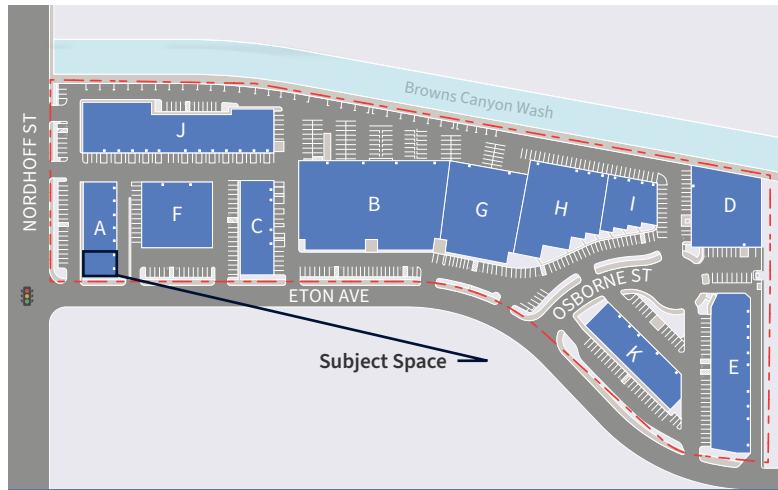 Browns Canyon Wash
NORDHOFF ST
J
A
F
C
B
G
H
I
D
ETON AVE
OSBORNE ST
K
E
Subject Space